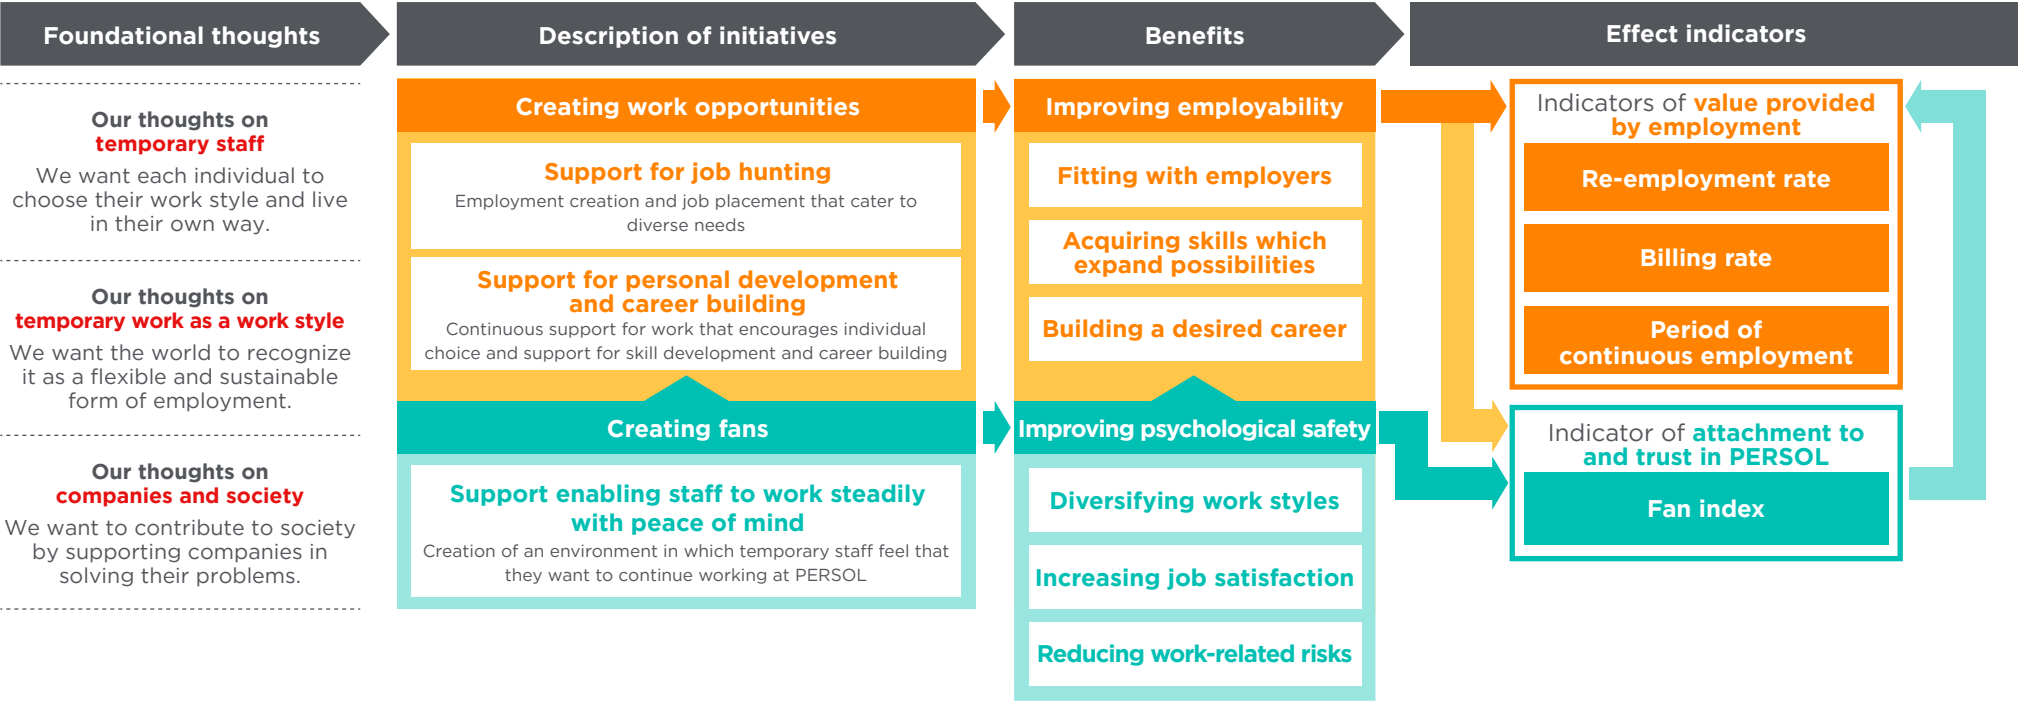 Foundational thoughts
Our thoughts on
temporary staff
We want each individual to
choose their work style and live
in their own way.
Our thoughts on
temporary work as a work style
We want the world to recognize
it as a flexible and sustainable
form of employment.
Our thoughts on
companies and society
We want to contribute to society
by supporting companies in
solving their problems.
Description of initiatives
Creating work opportunities
Support for job hunting
Employment creation and job placement that cater to
diverse needs
Support for personal development
and career building
Continuous support for work that encourages individual
choice and support for skill development and career building
Creating fans
Support enabling staff to work steadily
with peace of mind
Creation of an environment in which temporary staff feel that
they want to continue working at PERSOL
Benefits
Improving employability
Fitting with employers
Acquiring skills which
expand possibilities
Building a desired career
Improving psychological safety
Diversifying work styles
Increasing job satisfaction
Reducing work-related risks
Effect indicators
Indicators of value provided
by employment
Re-employment rate
Billing rate
Period of
continuous employment
Indicator of attachment to
and trust in PERSOL
Fan index